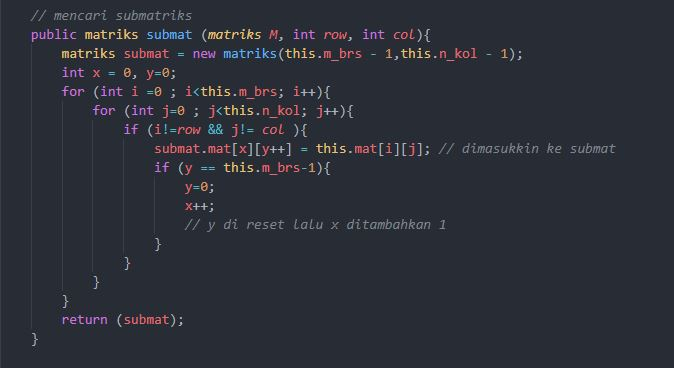 // mencari submatriks
public matriks submat (matriks M, int row, int col){
matriks submat = new matriks(this.m_brs - 1,this.n_kol - 1);
int x = 0, y=0;
for (int i =0 ; i<this.m_brs; i++){
for (int j=0 ; j<this.n_kol; j++){
if (i!=row && j!= col ){
submat.mat[x][y++] = this.mat[i][j]; // dimasukkin ke submat
if (y == this.m_brs-1){
y=0;
x++;
// y di reset lalu x ditambahkan 1
}
}
}
}
return (submat);
}